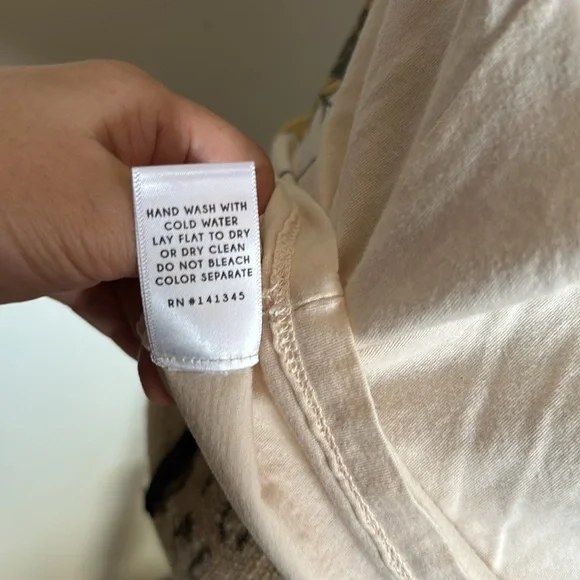 HAND WASH WITH
COLD WATER
LAY FLAT TO DRY
OR DRY CLEAN
DO NOT BLEACH
COLOR SEPARATE
RN #141345